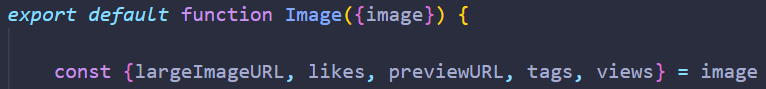 export default function Image({image}) {
const {largeImageURL, likes, previewURL, tags, views} = image